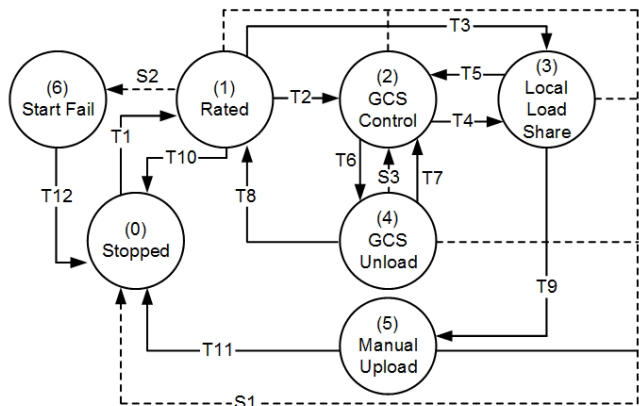 T3
S2
(6)
Start Fail
(1)
Rated
T2
(2)
GCS
Control
T5
T4
(3)
Local
Load
Share
T1
T10
T12
T8
T6
S3
T7
(0)
Stopped
(4)
GCS
Unload
T9
T11
(5)
Manual
Upload
S1